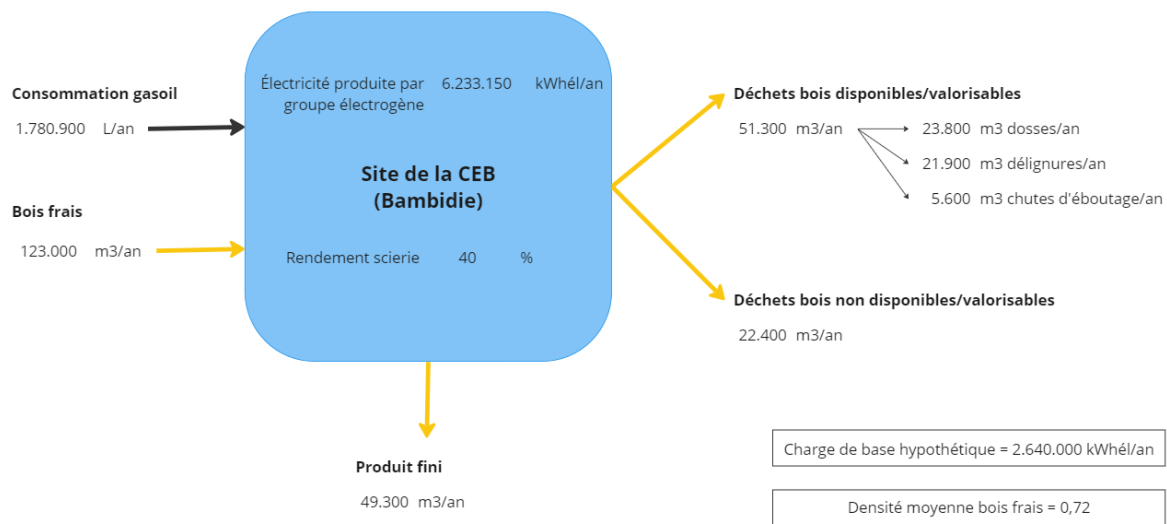 Consommation gasoil
1.780.900 L/an
Bois frais
123.000 m3/an
Électricité produite par 6.233.150 kWhél/an
groupe électrogène
Site de la CEB
(Bambidie)
Rendement scierie 40 %
Déchets bois disponibles/valorisables
51.300 m3/an
23.800 m3 dosses/an
21.900 m3 délignures/an
5.600 m3 chutes d'éboutage/an
Déchets bois non disponibles/valorisables
22.400 m3/an
Produit fini
49.300 m3/an
Charge de base hypothétique = 2.640.000 kWhél/an
Densité moyenne bois frais = 0,72